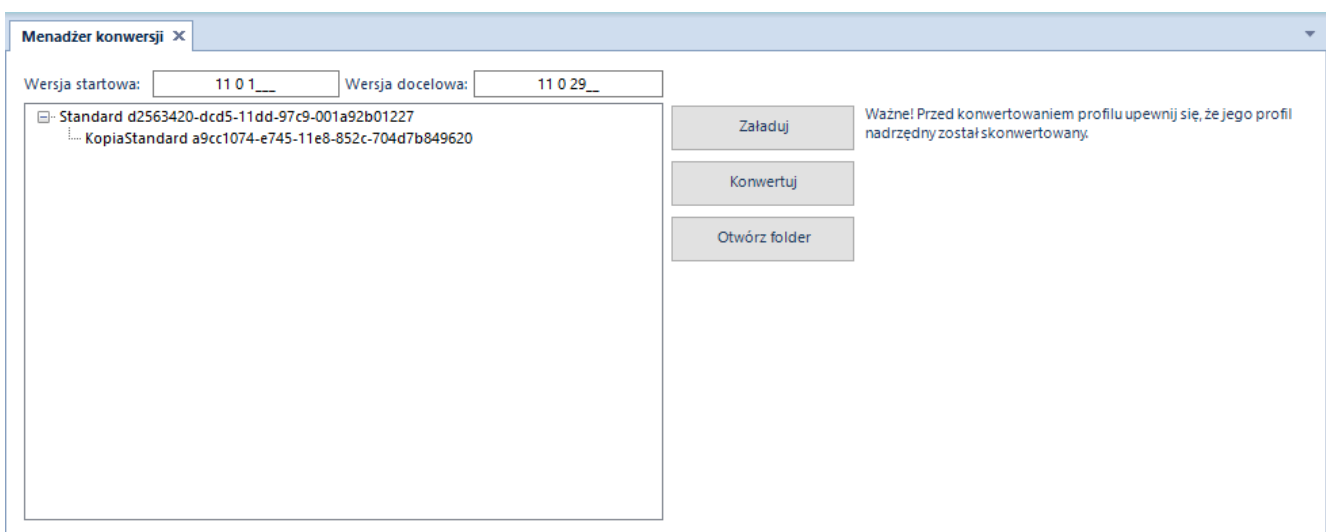 Menadżer konwersji
Wersja startowa: 11 0 1___ Wersja docelowa: 11 0 29__
Standard d2563420-dcd5-11dd-97c9-001a92b01227
KopiaStandard a9cc1074-e745-11e8-852c-704d7b849620
Załaduj
Konwertuj
Otwórz folder
Ważne! Przed konwertowaniem profilu upewnij się, że jego profil
nadrzędny został skonwertowany.